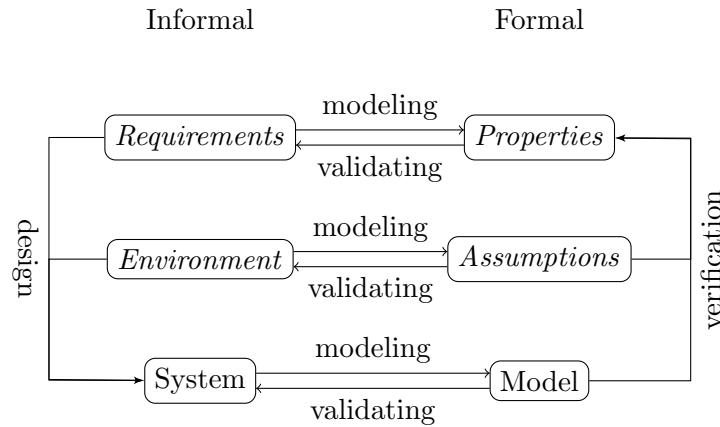 Informal
Formal
modeling
Requirements
Properties
validating
design
modeling
Environment
Assumptions
validating
verification
modeling
System
Model
validating